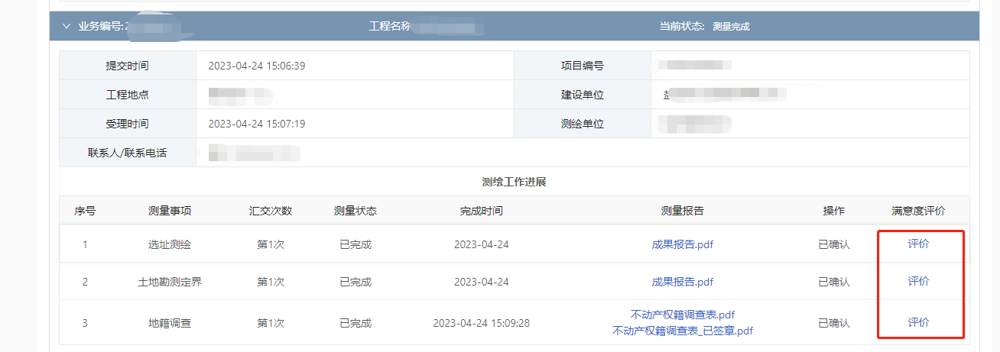 业务编号: 工程名称 当前状态: 测量完成
提交时间 2023-04-24 15:06:39 项目编号
工程地点 建设单位
受理时间 2023-04-24 15:07:19 测绘单位
联系人/联系电话
测绘工作进展
序号 测量事项 汇交次数 测量状态 完成时间 测量报告 操作 满意度评价
1 选址测绘 第1次 已完成 2023-04-24 成果报告.pdf 已确认 评价
2 土地勘测定界 第1次 已完成 2023-04-24 成果报告.pdf 已确认 评价
3 地籍调查 第1次 已完成 2023-04-24 15:09:28 不动产权籍调查表.pdf 已确认 评价
不动产权籍调查表_已签章.pdf